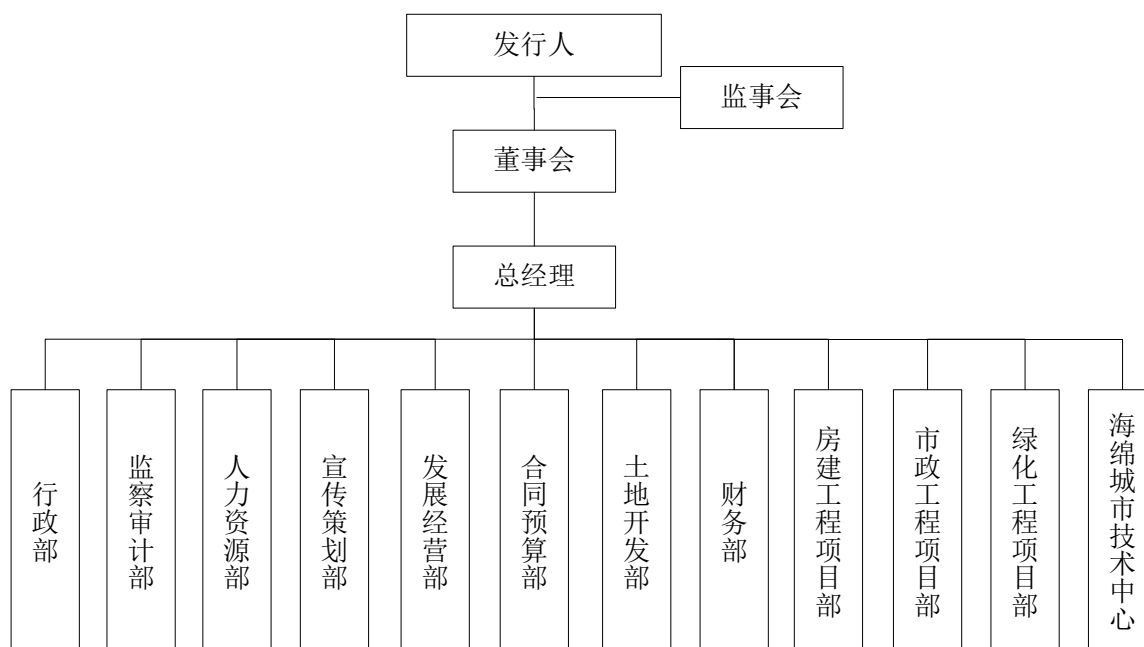 发行人
监事会
董事会
总经理
行政部
监察审计部
人力资源部
宣传策划部
发展经营部
合同预算部
土地开发部
财务部
房建工程项目部
市政工程项目部
绿化工程项目部
海绵城市技术中心